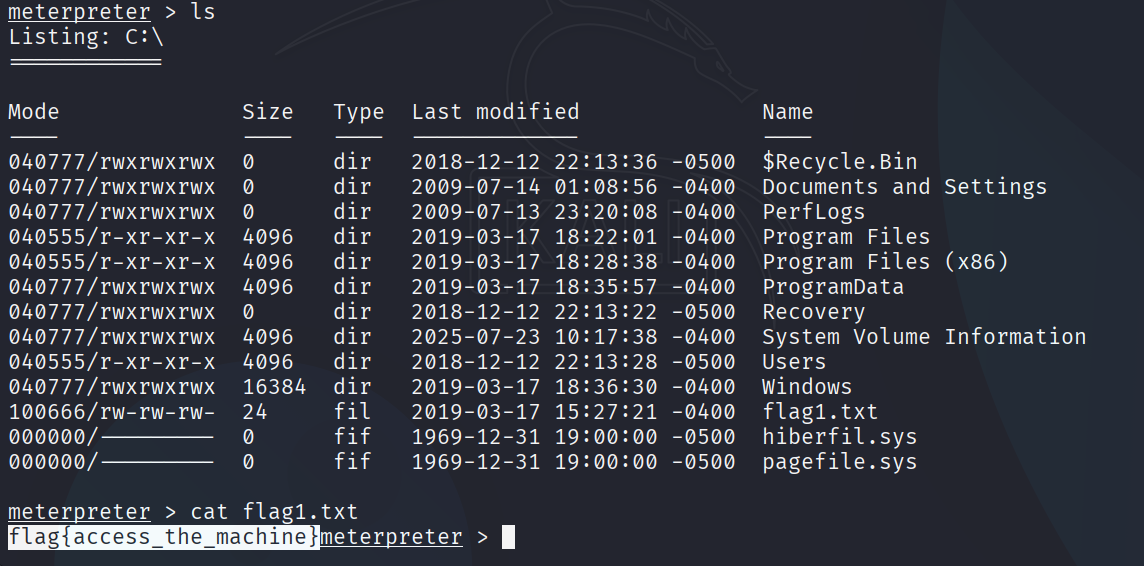 meterpreter > ls
Listing: C:\
============
Mode Size Type Last modified Name
---- ---- ---- ------------- ----
040777/rwxrwxrwx 0 dir 2018-12-12 22:13:36 -0500 $Recycle.Bin
040777/rwxrwxrwx 0 dir 2009-07-14 01:08:56 -0400 Documents and Settings
040777/rwxrwxrwx 0 dir 2009-07-13 23:20:08 -0400 PerfLogs
040555/r-xr-xr-x 4096 dir 2019-03-17 18:22:01 -0400 Program Files
040555/r-xr-xr-x 4096 dir 2019-03-17 18:28:38 -0400 Program Files (x86)
040777/rwxrwxrwx 4096 dir 2019-03-17 18:35:57 -0400 ProgramData
040777/rwxrwxrwx 0 dir 2018-12-12 22:13:22 -0500 Recovery
040777/rwxrwxrwx 4096 dir 2025-07-23 10:17:38 -0400 System Volume Information
040555/r-xr-xr-x 4096 dir 2018-12-12 22:13:28 -0500 Users
040777/rwxrwxrwx 16384 dir 2019-03-17 18:36:30 -0400 Windows
100666/rw-rw-rw- 24 fil 2019-03-17 15:27:21 -0400 flag1.txt
000000/--------- 0 fif 1969-12-31 19:00:00 -0500 hiberfil.sys
000000/--------- 0 fif 1969-12-31 19:00:00 -0500 pagefile.sys
meterpreter > cat flag1.txt
flag{access_the_machine}meterpreter >
KALI